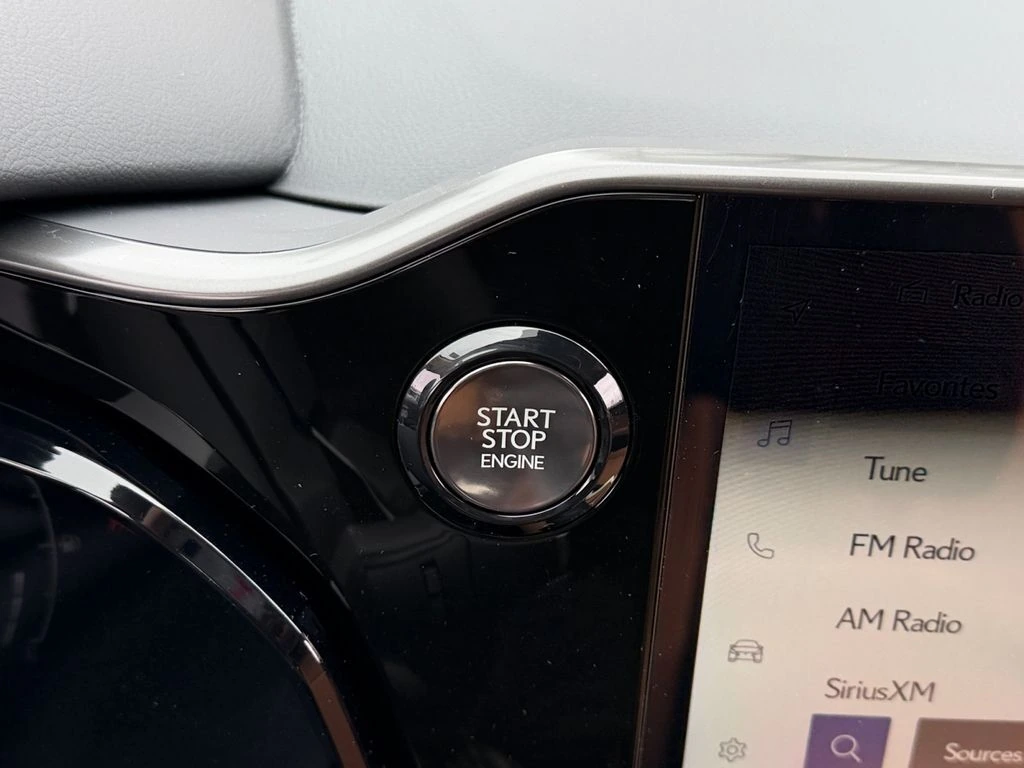 START
STOP
ENGINE
Radio
Favorites
Tune
FM Radio
AM Radio
SiriusXM
Sources